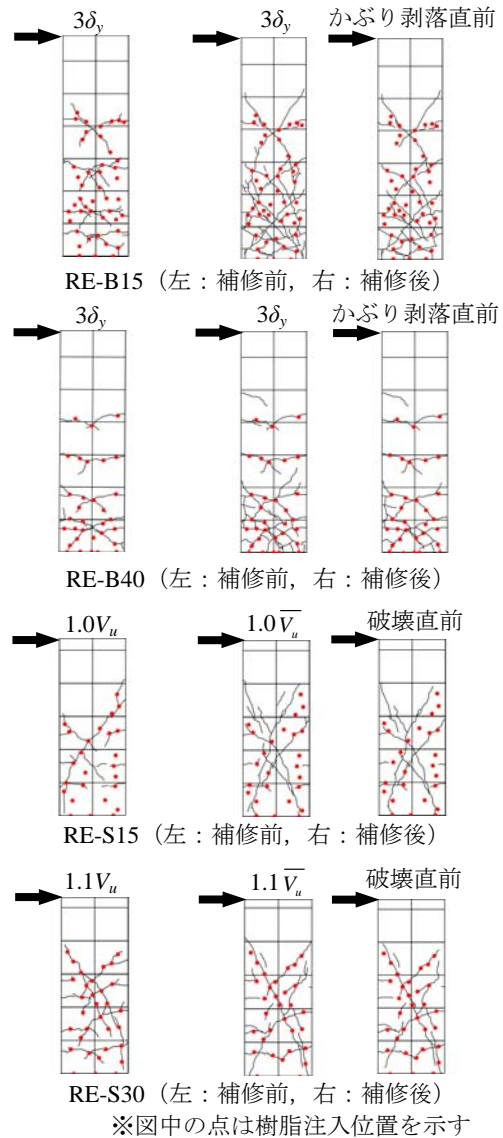 3δy 3δy かぶり剥落直前
RE-B15（左：補修前，右：補修後）
3δy 3δy かぶり剥落直前
RE-B40（左：補修前，右：補修後）
1.0Vu 1.0V̅u 破壊直前
RE-S15（左：補修前，右：補修後）
1.1Vu 1.1V̅u 破壊直前
RE-S30（左：補修前，右：補修後）
※図中の点は樹脂注入位置を示す